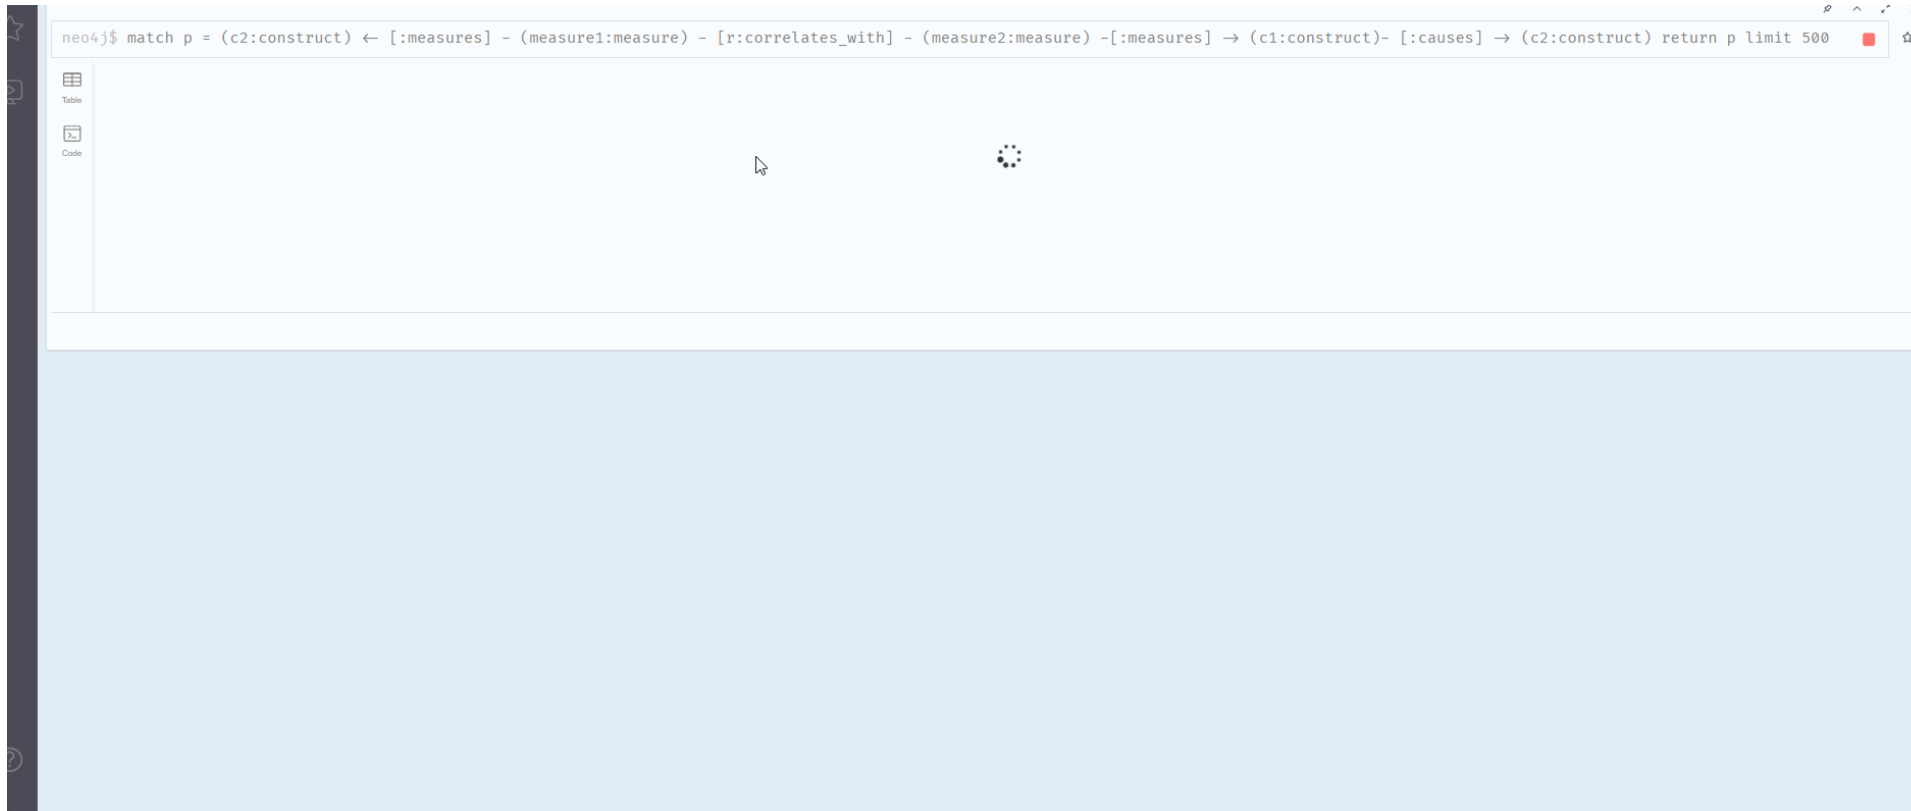 neo4j$ match p = (c2:construct) ← [:measures] - (measure1:measure) - [r:correlates_with] - (measure2:measure) -[:measures] → (c1:construct)- [:causes] → (c2:construct) return p limit 500
Table
Code